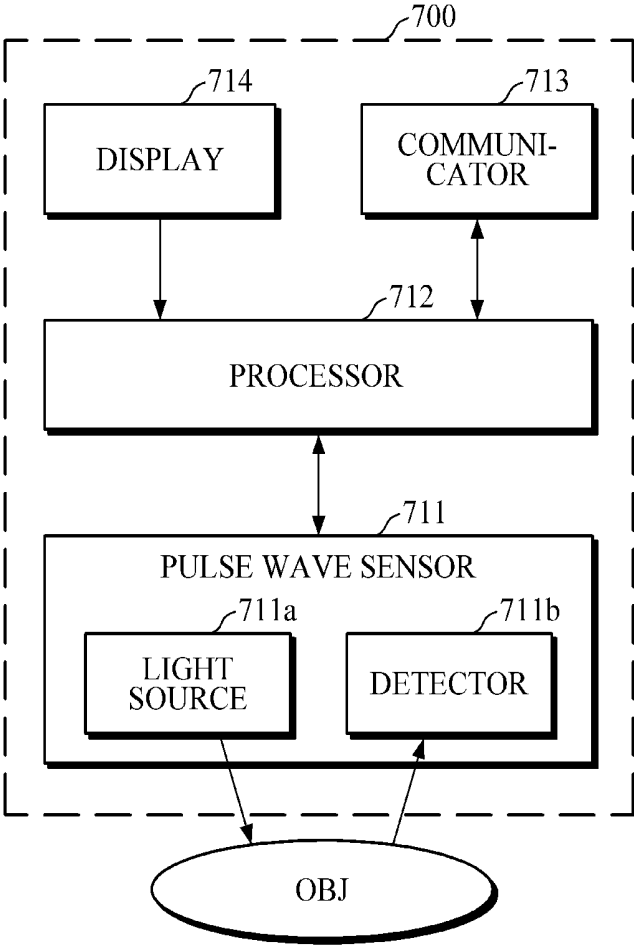 700
714
713
DISPLAY
COMMUNI-
CATOR
712
PROCESSOR
711
PULSE WAVE SENSOR
711a
711b
LIGHT
SOURCE
DETECTOR
OBJ